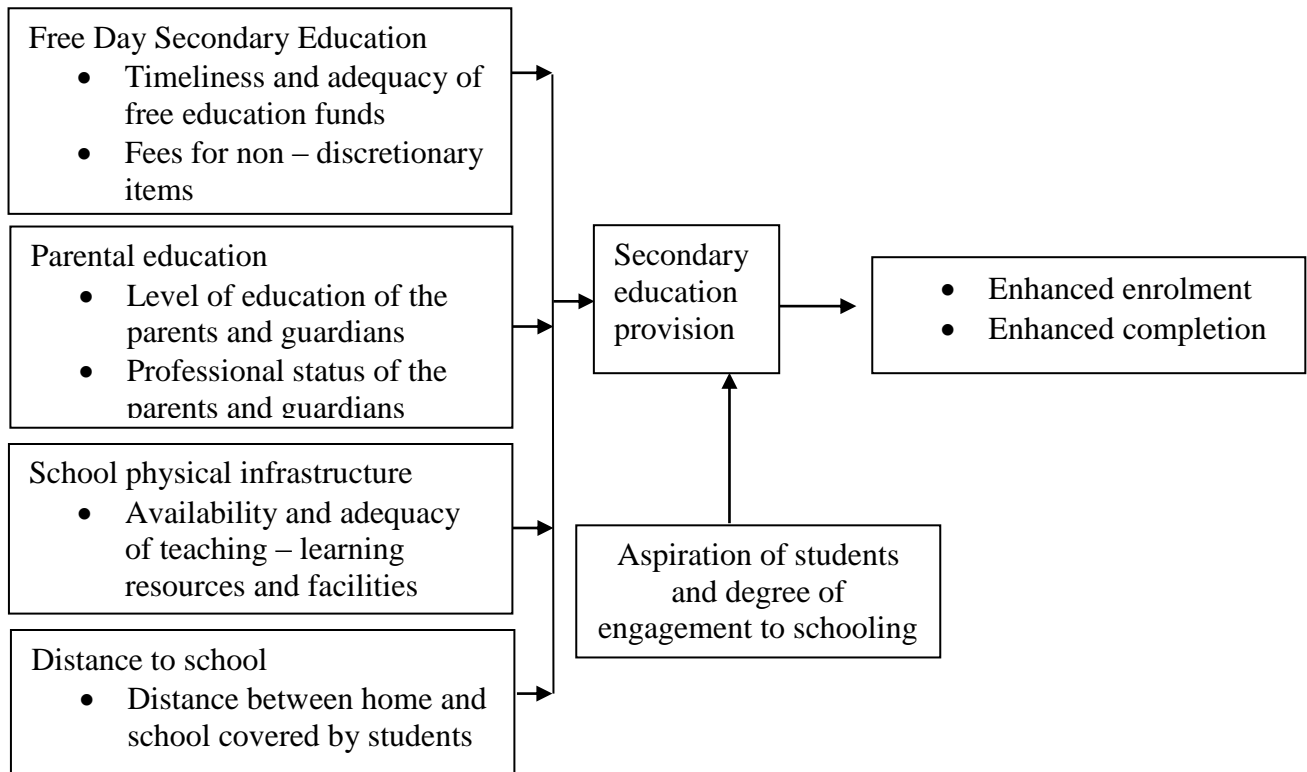 Free Day Secondary Education
• Timeliness and adequacy of
free education funds
• Fees for non – discretionary
items
Parental education
• Level of education of the
parents and guardians
• Professional status of the
parents and guardians
School physical infrastructure
• Availability and adequacy
of teaching – learning
resources and facilities
Distance to school
• Distance between home and
school covered by students
Secondary
education
provision
Aspiration of students
and degree of
engagement to schooling
• Enhanced enrolment
• Enhanced completion